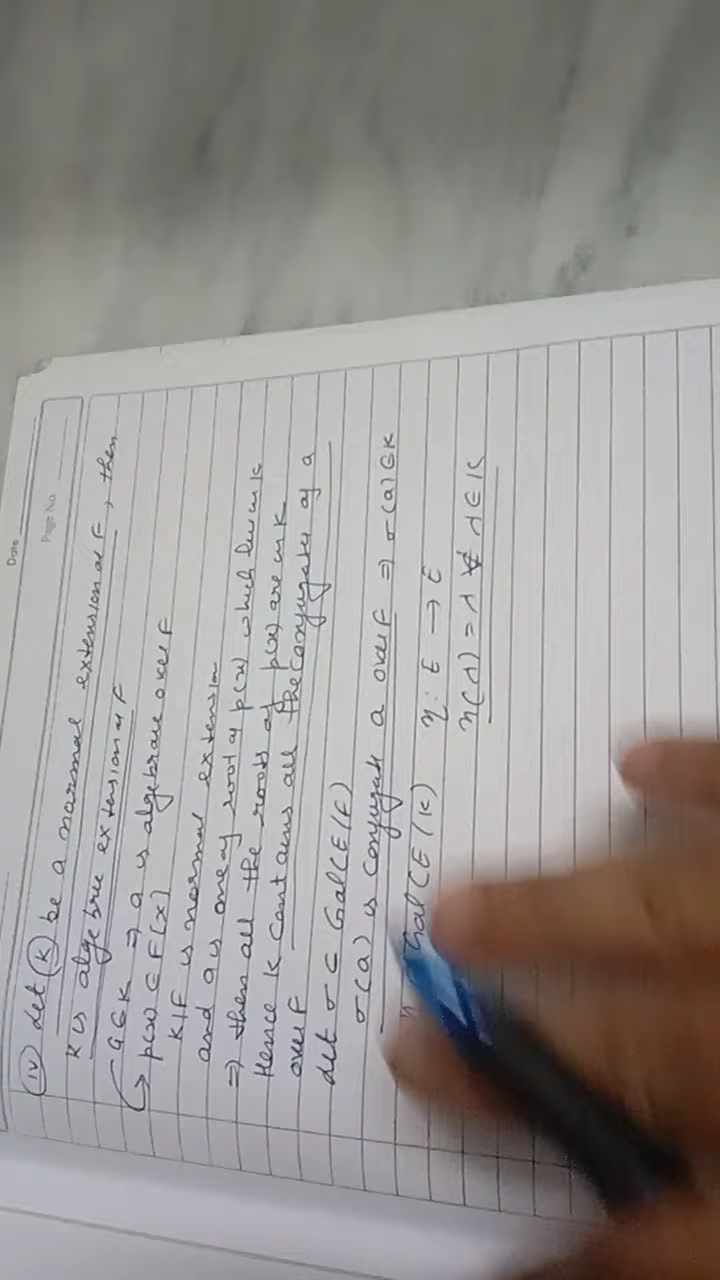 Date
Page No.
(iv) Let (K) be a normal extension of F, then
K is algebraic extension of F
a ∈ K ⇒ a is algebraic over F
p(x) ∈ F(x)
K|F is normal extension
and a is one of root of p(x) which lies in K
⇒ then all the roots of p(x) are in K
Hence K contains all the conjugates of a
over F
Let σ ∈ Gal(E|F)
σ(a) is conjugate a over F ⇒ σ(a) ∈ K
Gal(E|K) η: E → E
η(λ) = λ ∀ λ ∈ K